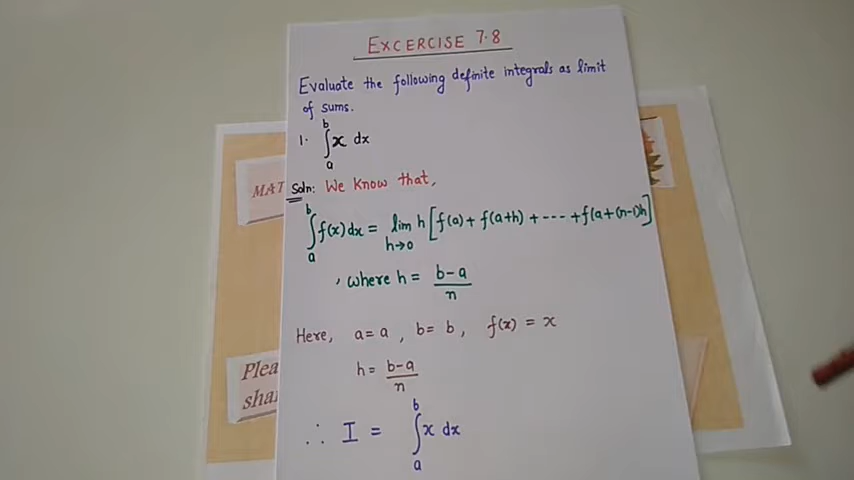 EXCERCISE 7.8
Evaluate the following definite integrals as limit
of sums.
1. ∫ₐᵇ x dx
MAT
Soln: We know that,
∫ₐᵇ f(x) dx = lim h→0 h [f(a) + f(a+h) + --- + f(a+(n-1)h]
, where h = (b-a)/n
Here, a = a , b = b, f(x) = x
h = (b-a)/n
Plea
shar
∴ I = ∫ₐᵇ x dx